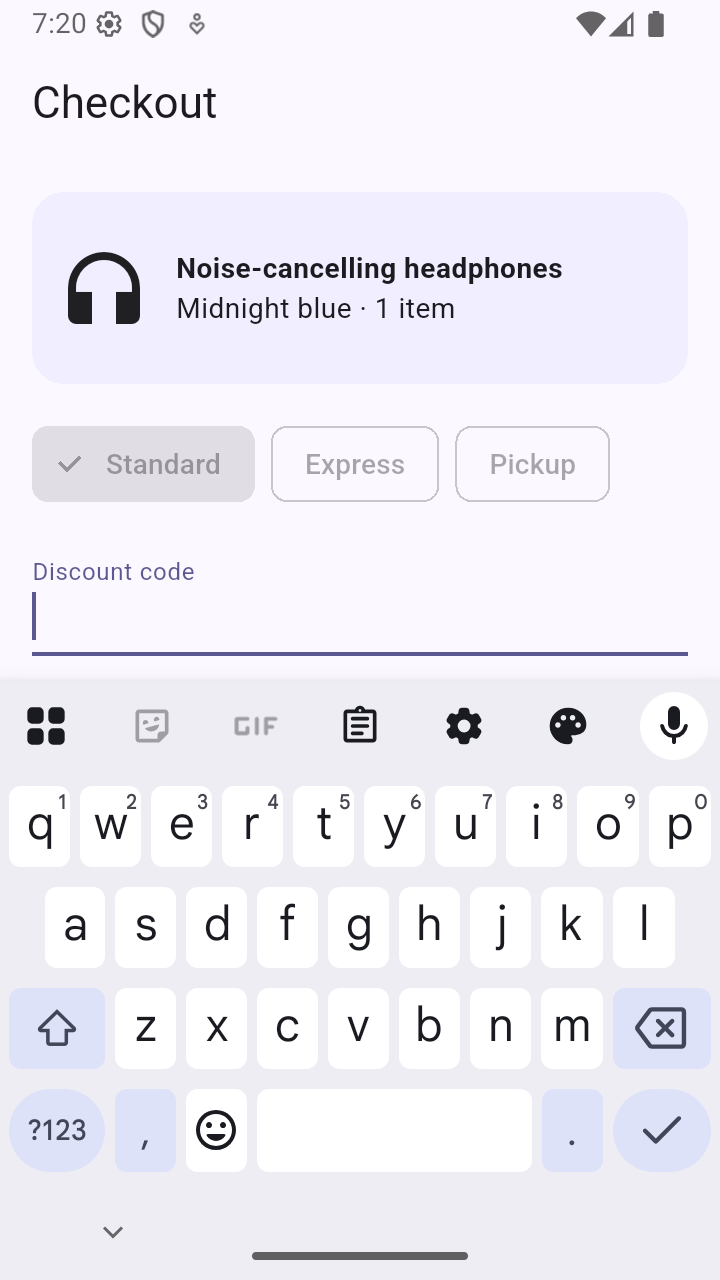 7:20
Checkout
Noise-cancelling headphones
Midnight blue · 1 item
Standard
Express
Pickup
Discount code
GIF
q 1 w 2 e 3 r 4 t 5 y 6 u 7 i 8 o 9 p 0
a s d f g h j k l
z x c v b n m
?123 , .